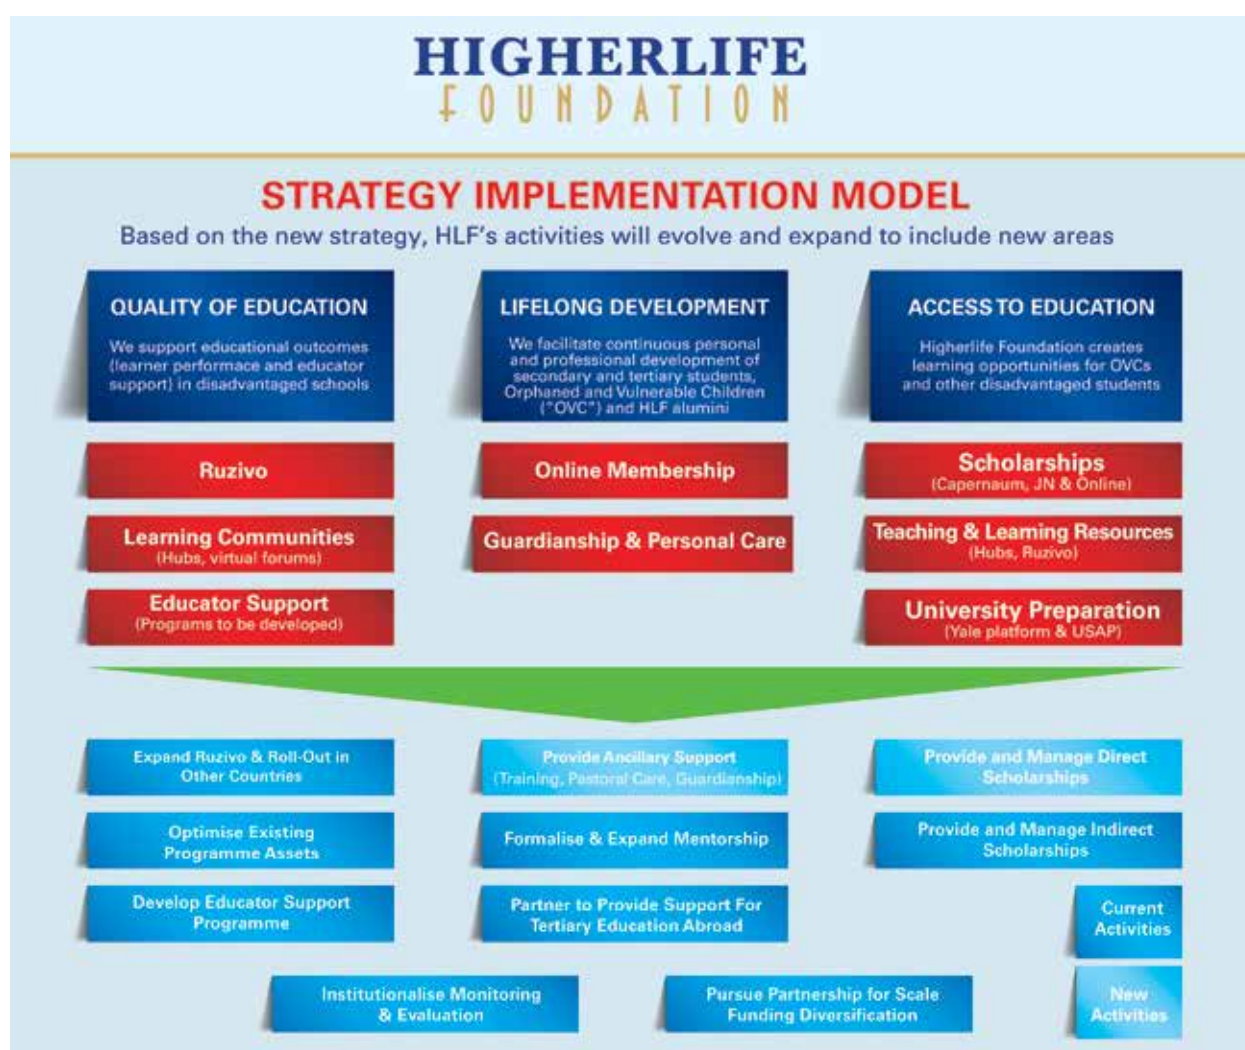 HIGHERLIFE
FOUNDATION
STRATEGY IMPLEMENTATION MODEL
Based on the new strategy, HLF's activities will evolve and expand to include new areas
QUALITY OF EDUCATION
We support educational outcomes
(learner performace and educator
support) in disadvantaged schools
Ruzivo
Learning Communities
(Hubs, virtual forums)
Educator Support
(Programs to be developed)
LIFELONG DEVELOPMENT
We facilitate continuous personal
and professional development of
secondary and tertiary students,
Orphaned and Vulnerable Children
("OVC") and HLF alumini
Online Membership
Guardianship & Personal Care
ACCESS TO EDUCATION
Higherlife Foundation creates
learning opportunities for OVCs
and other disadvantaged students
Scholarships
(Capernaum, JN & Online)
Teaching & Learning Resources
(Hubs, Ruzivo)
University Preparation
(Yale platform & USAP)
Expand Ruzivo & Roll-Out in
Other Countries
Optimise Existing
Programme Assets
Develop Educator Support
Programme
Provide Ancillary Support
(Training, Pastoral Care, Guardianship)
Formalise & Expand Mentorship
Partner to Provide Support For
Tertiary Education Abroad
Provide and Manage Direct
Scholarships
Provide and Manage Indirect
Scholarships
Current
Activities
New
Activities
Institutionalise Monitoring
& Evaluation
Pursue Partnership for Scale
Funding Diversification